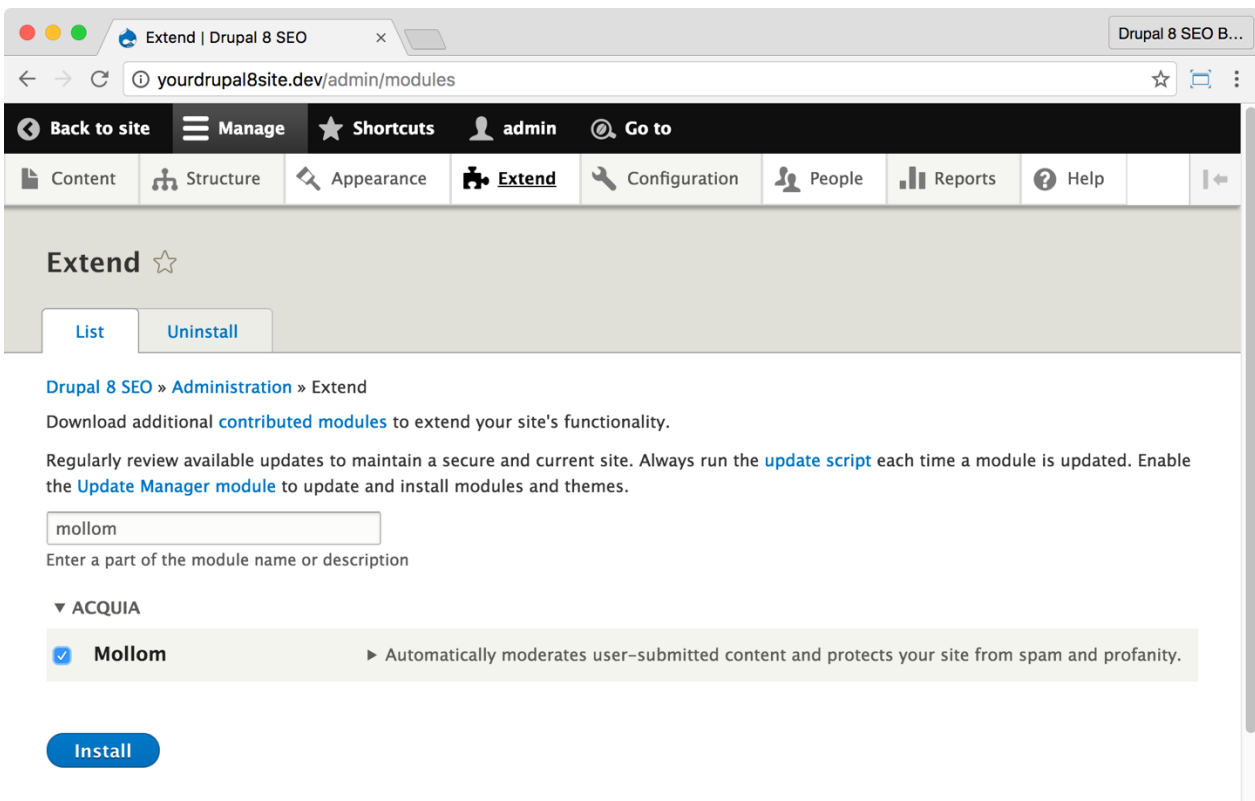 Extend | Drupal 8 SEO
Drupal 8 SEO B...
yourdrupal8site.dev/admin/modules
Back to site Manage Shortcuts admin Go to
Content Structure Appearance Extend Configuration People Reports Help
Extend
List Uninstall
Drupal 8 SEO » Administration » Extend
Download additional contributed modules to extend your site's functionality.
Regularly review available updates to maintain a secure and current site. Always run the update script each time a module is updated. Enable
the Update Manager module to update and install modules and themes.
mollom
Enter a part of the module name or description
▼ ACQUIA
Mollom ▶ Automatically moderates user-submitted content and protects your site from spam and profanity.
Install